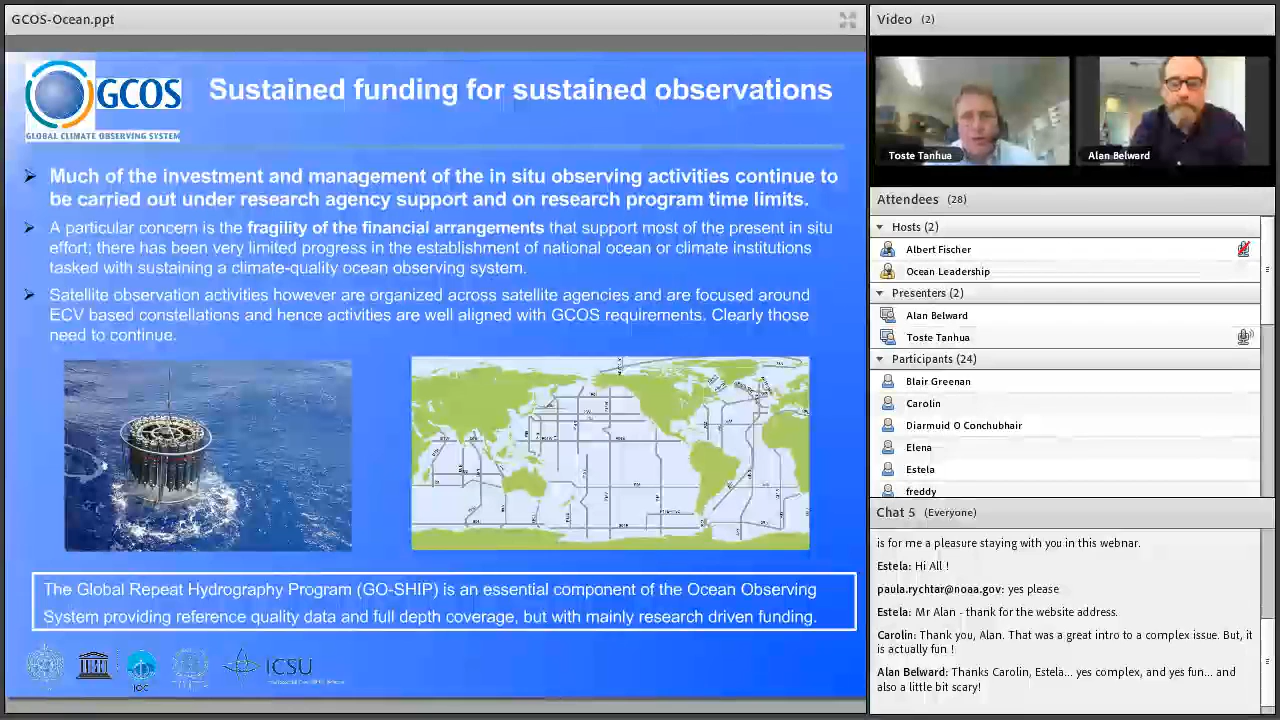 GCOS-Ocean.ppt
GCOS
GLOBAL CLIMATE OBSERVING SYSTEM
Sustained funding for sustained observations
Much of the investment and management of the in situ observing activities continue to
be carried out under research agency support and on research program time limits.
A particular concern is the fragility of the financial arrangements that support most of the present in situ
effort; there has been very limited progress in the establishment of national ocean or climate institutions
tasked with sustaining a climate-quality ocean observing system.
Satellite observation activities however are organized across satellite agencies and are focused around
ECV based constellations and hence activities are well aligned with GCOS requirements. Clearly those
need to continue.
The Global Repeat Hydrography Program (GO-SHIP) is an essential component of the Ocean Observing
System providing reference quality data and full depth coverage, but with mainly research driven funding.
IOC
ICSU
Video (2)
Toste Tanhua
Alan Belward
Attendees (28)
Hosts (2)
Albert Fischer
Ocean Leadership
Presenters (2)
Alan Belward
Toste Tanhua
Participants (24)
Blair Greenan
Carolin
Diarmuid O Conchubhair
Elena
Estela
freddy
Chat 5 (Everyone)
is for me a pleasure staying with you in this webnar.
Estela: Hi All !
paula.rychtar@noaa.gov: yes please
Estela: Mr Alan - thank for the website address.
Carolin: Thank you, Alan. That was a great intro to a complex issue. But, it
is actually fun !
Alan Belward: Thanks Carolin, Estela... yes complex, and yes fun... and
also a little bit scary!